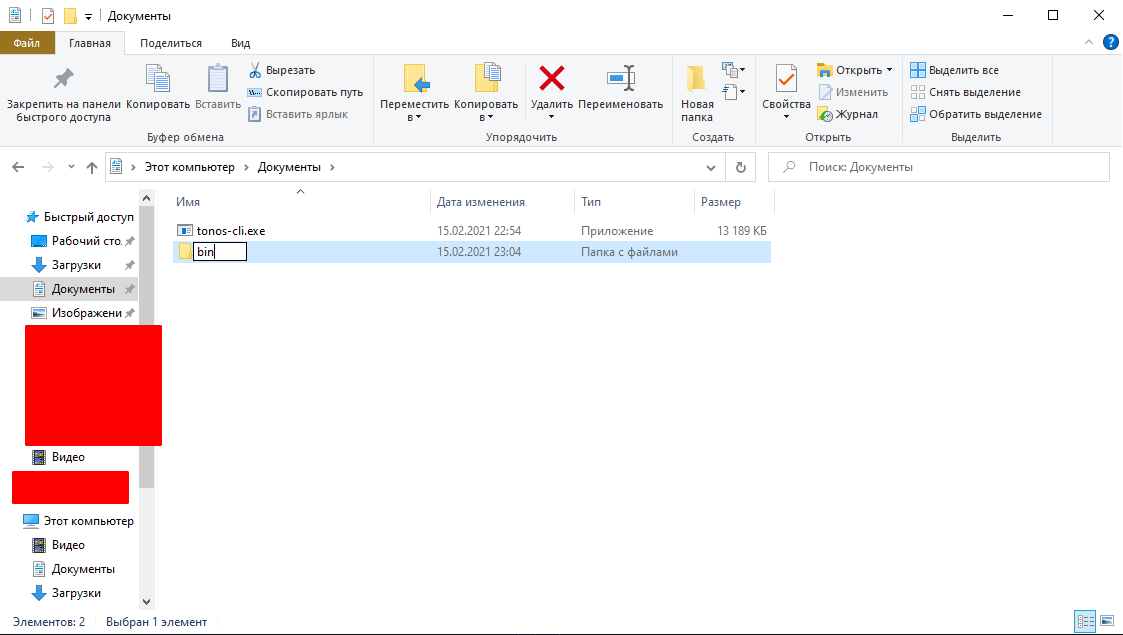 Документы
Файл Главная Поделиться Вид
?
Закрепить на панели быстрого доступа
Копировать
Вставить
Вырезать
Скопировать путь
Вставить ярлык
Буфер обмена
Переместить в
Копировать в
Удалить
Переименовать
Упорядочить
Новая папка
Создать
Свойства
Открыть
Изменить
Журнал
Открыть
Выделить все
Снять выделение
Обратить выделение
Выделить
Этот компьютер Документы
Поиск: Документы
Быстрый доступ
Рабочий сто.
Загрузки
Документы
Изображени
Видео
Этот компьютер
Видео
Документы
Загрузки
Имя Дата изменения Тип Размер
tonos-cli.exe 15.02.2021 22:54 Приложение 13 189 КБ
bin 15.02.2021 23:04 Папка с файлами
Элементов: 2 Выбран 1 элемент